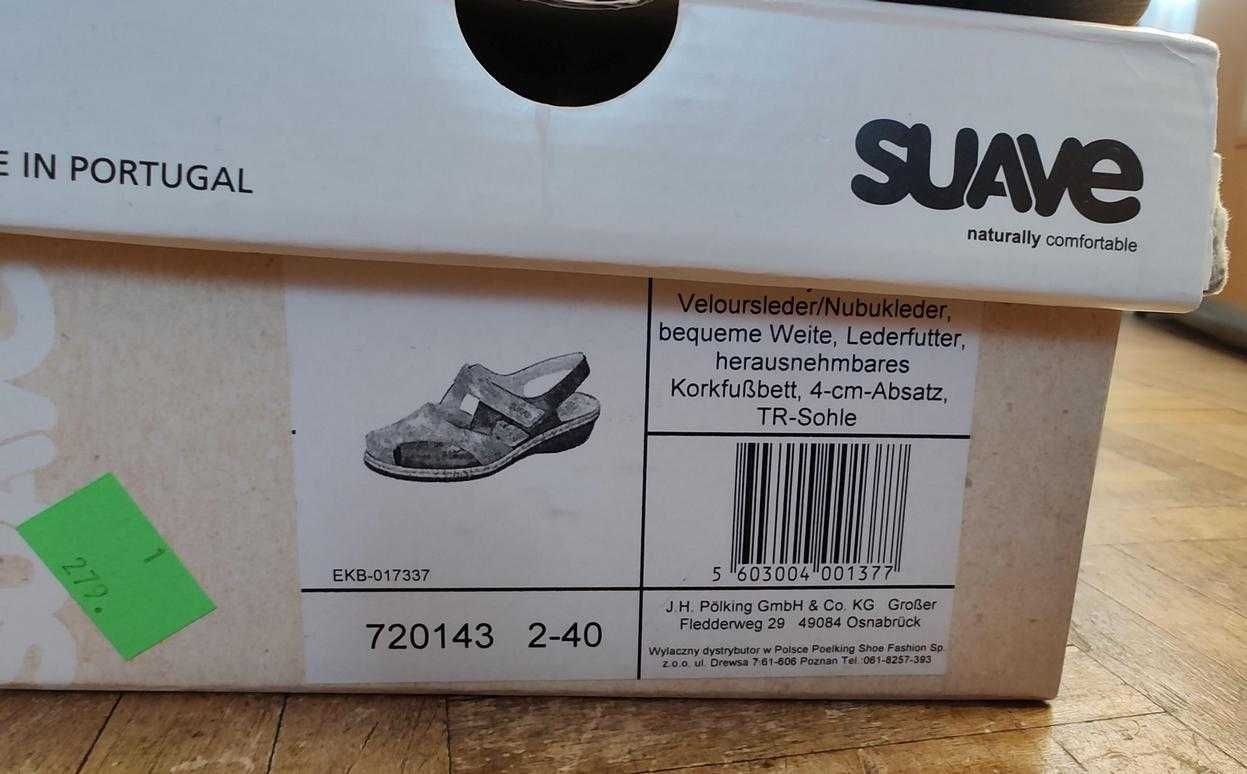 E IN PORTUGAL
SUAVE
naturally comfortable
Veloursleder/Nubukleder,
bequeme Weite, Lederfutter,
herausnehmbares
Korkfußbett, 4-cm-Absatz,
TR-Sohle
EKB-017337
5 603004 001377
720143 2-40
J.H. Pölking GmbH & Co. KG Großer
Fledderweg 29 49084 Osnabrück
Wylaczny dystrybutor w Polsce Poelking Shoe Fashion Sp.
z.o.o. ul. Drewsa 7 61-606 Poznan Tel :061-8257-393
1
279.